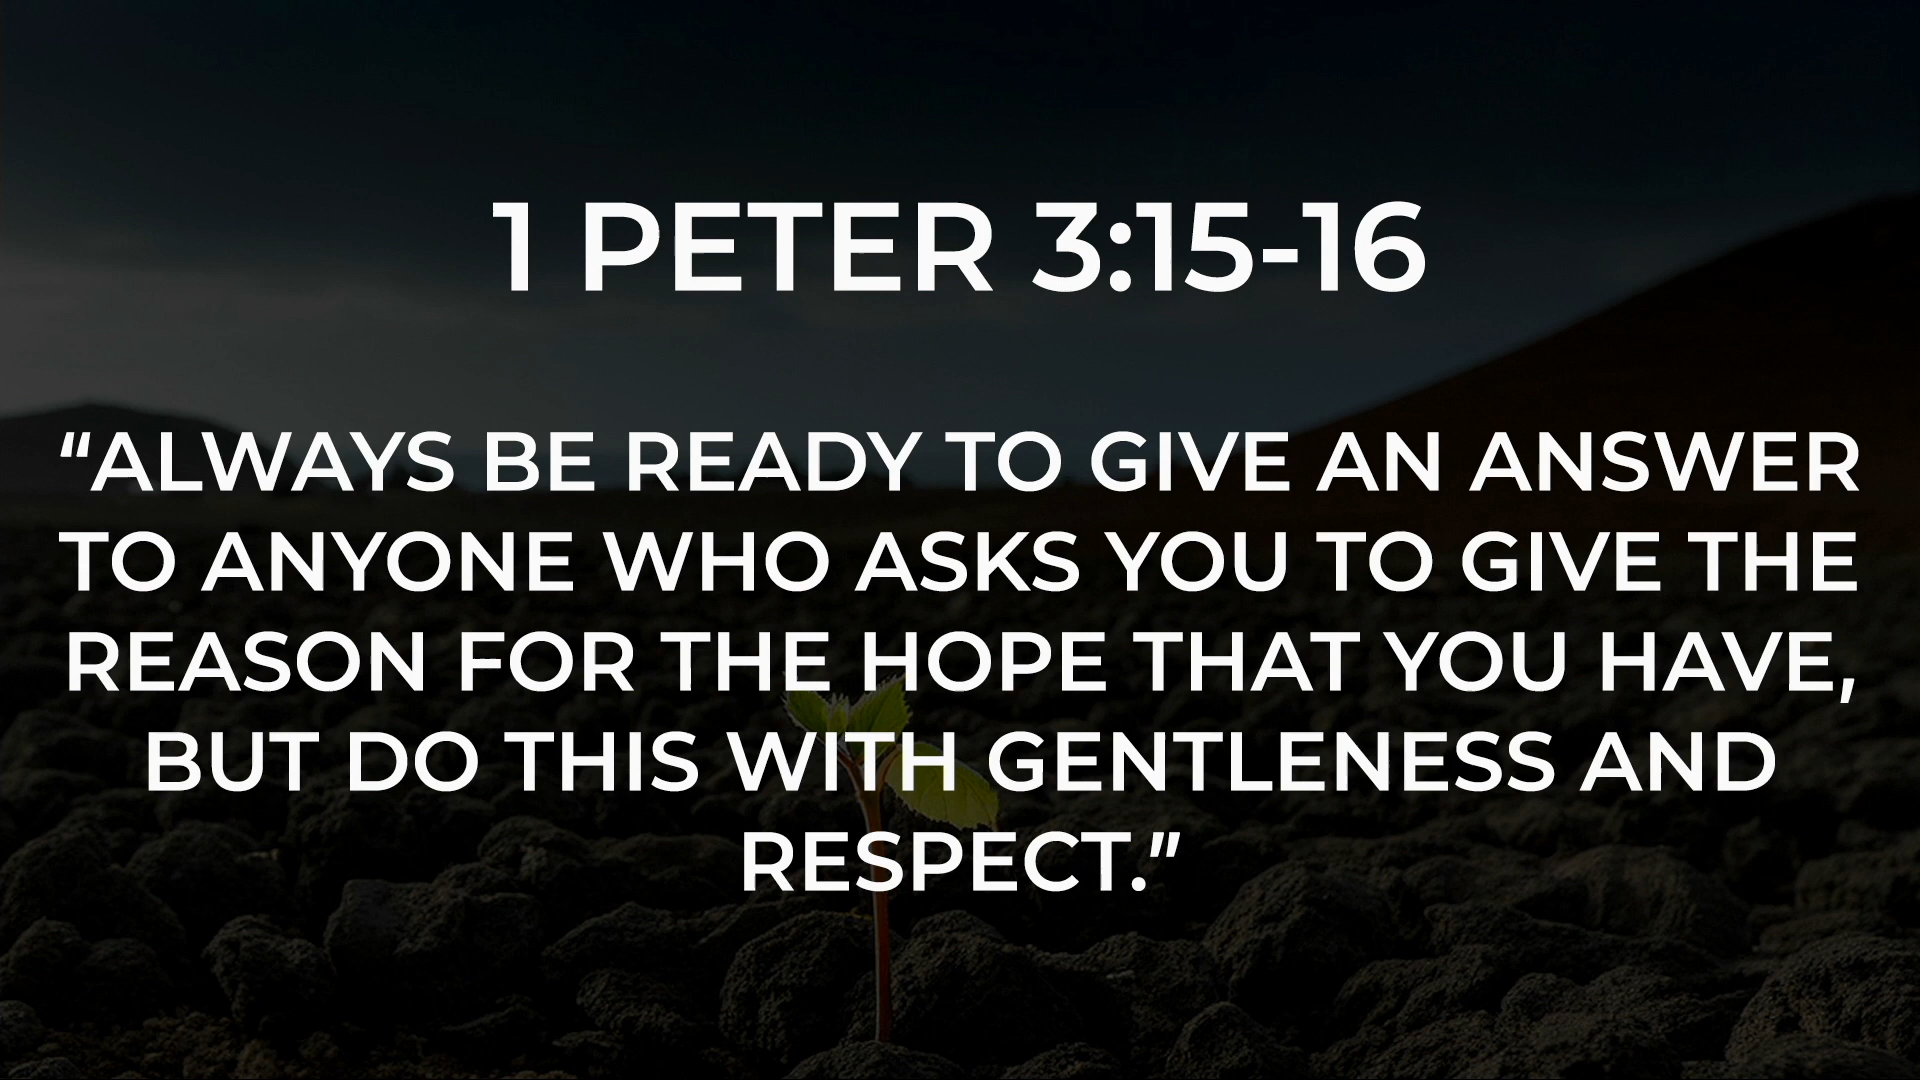 1 PETER 3:15-16
“ALWAYS BE READY TO GIVE AN ANSWER
TO ANYONE WHO ASKS YOU TO GIVE THE
REASON FOR THE HOPE THAT YOU HAVE,
BUT DO THIS WITH GENTLENESS AND
RESPECT.”